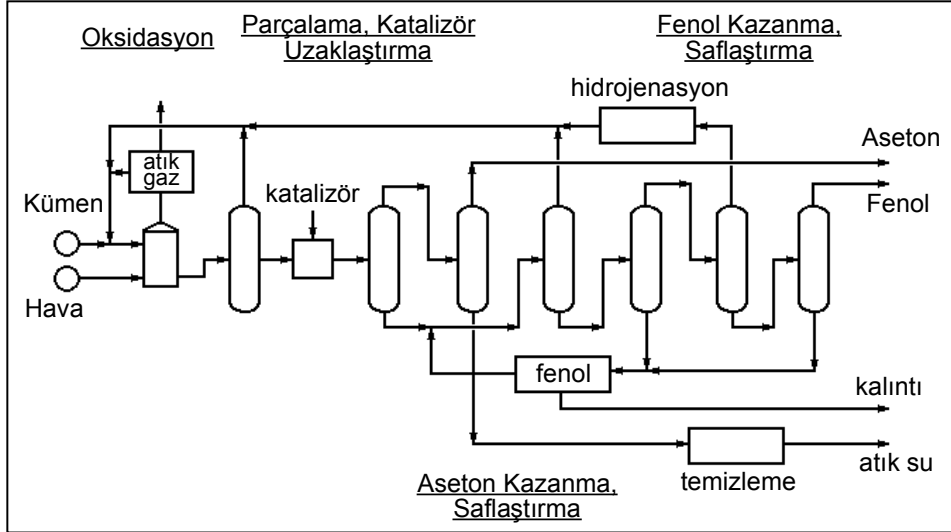 Oksidasyon
Parçalama, Katalizör
Uzaklaştırma
Fenol Kazanma,
Saflaştırma
hidrojenasyon
Aseton
atık
gaz
katalizör
Kümen
Fenol
Hava
fenol
kalıntı
atık su
temizleme
Aseton Kazanma,
Saflaştırma